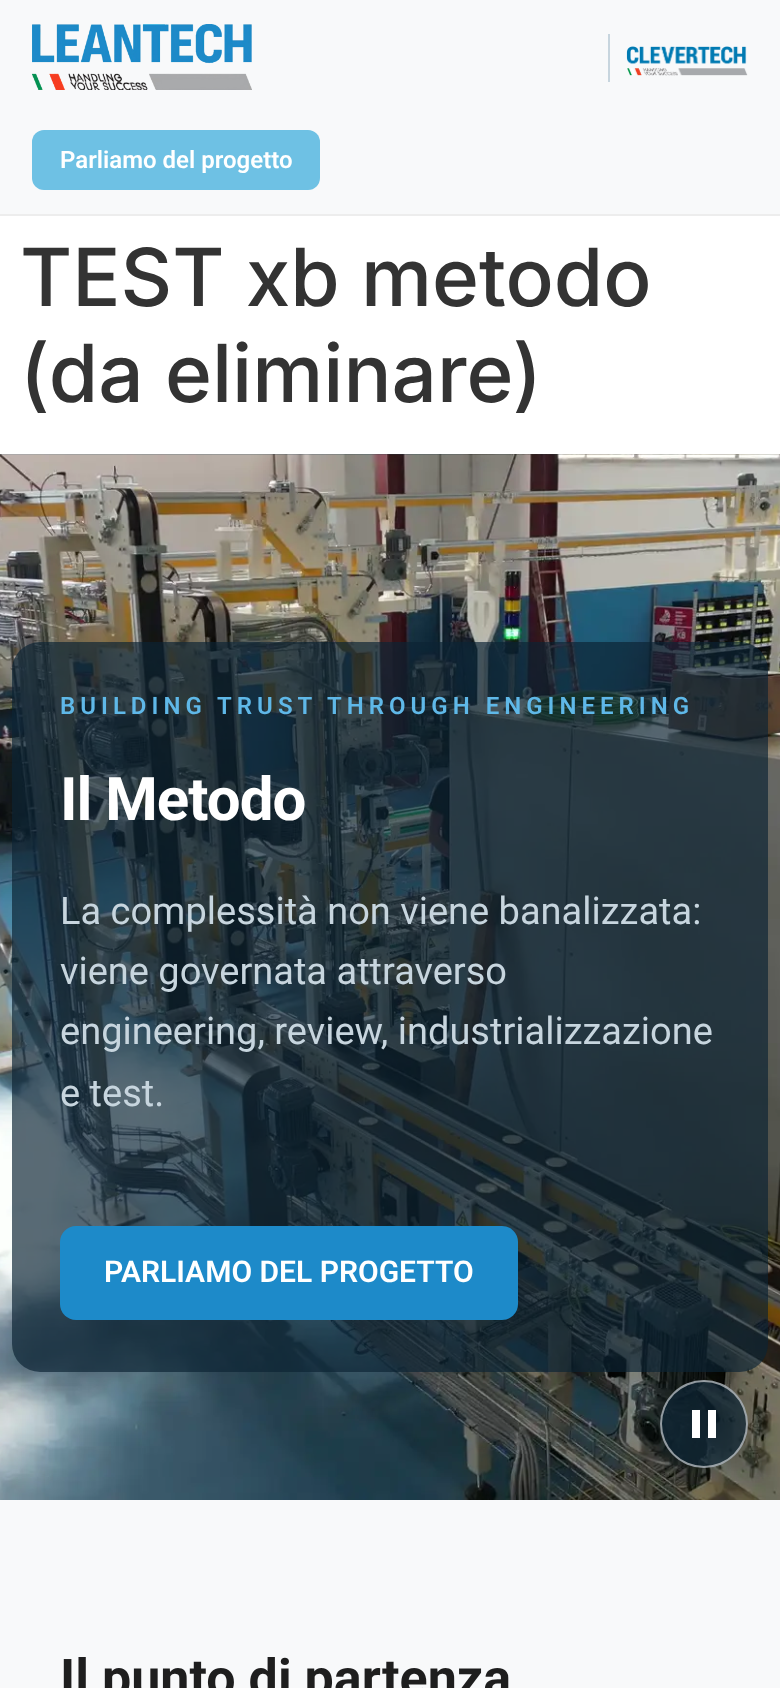 LEANTECH
HANDLING
YOUR SUCCESS
CLEVERTECH
Parliamo del progetto
TEST xb metodo
(da eliminare)
BUILDING TRUST THROUGH ENGINEERING
Il Metodo
La complessità non viene banalizzata:
viene governata attraverso
engineering, review, industrializzazione
e test.
PARLIAMO DEL PROGETTO
Il punto di partenza